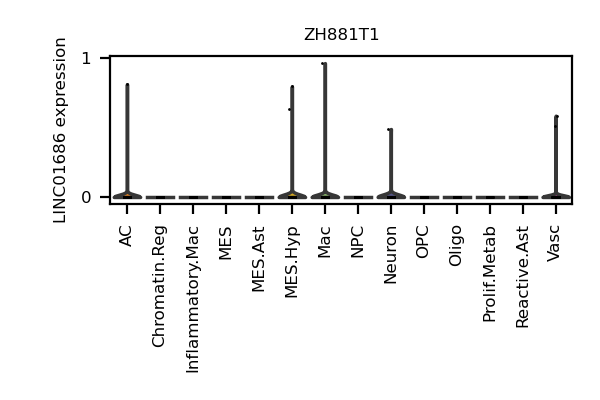 ZH881T1
LINC01686 expression
1
0
AC
Chromatin.Reg
Inflammatory.Mac
MES
MES.Ast
MES.Hyp
Mac
NPC
Neuron
OPC
Oligo
Prolif.Metab
Reactive.Ast
Vasc